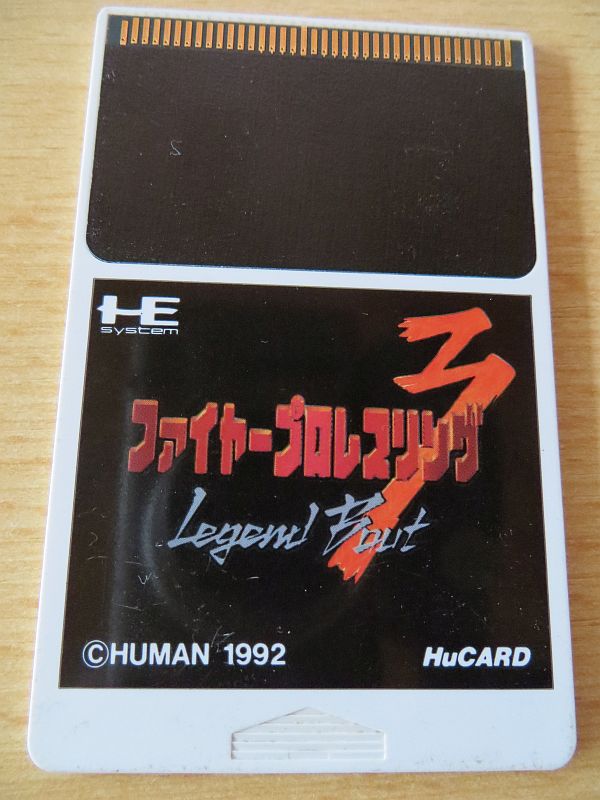 HE
system
3
ファイヤープロレスリング
Legend Bout
©HUMAN 1992
HuCARD